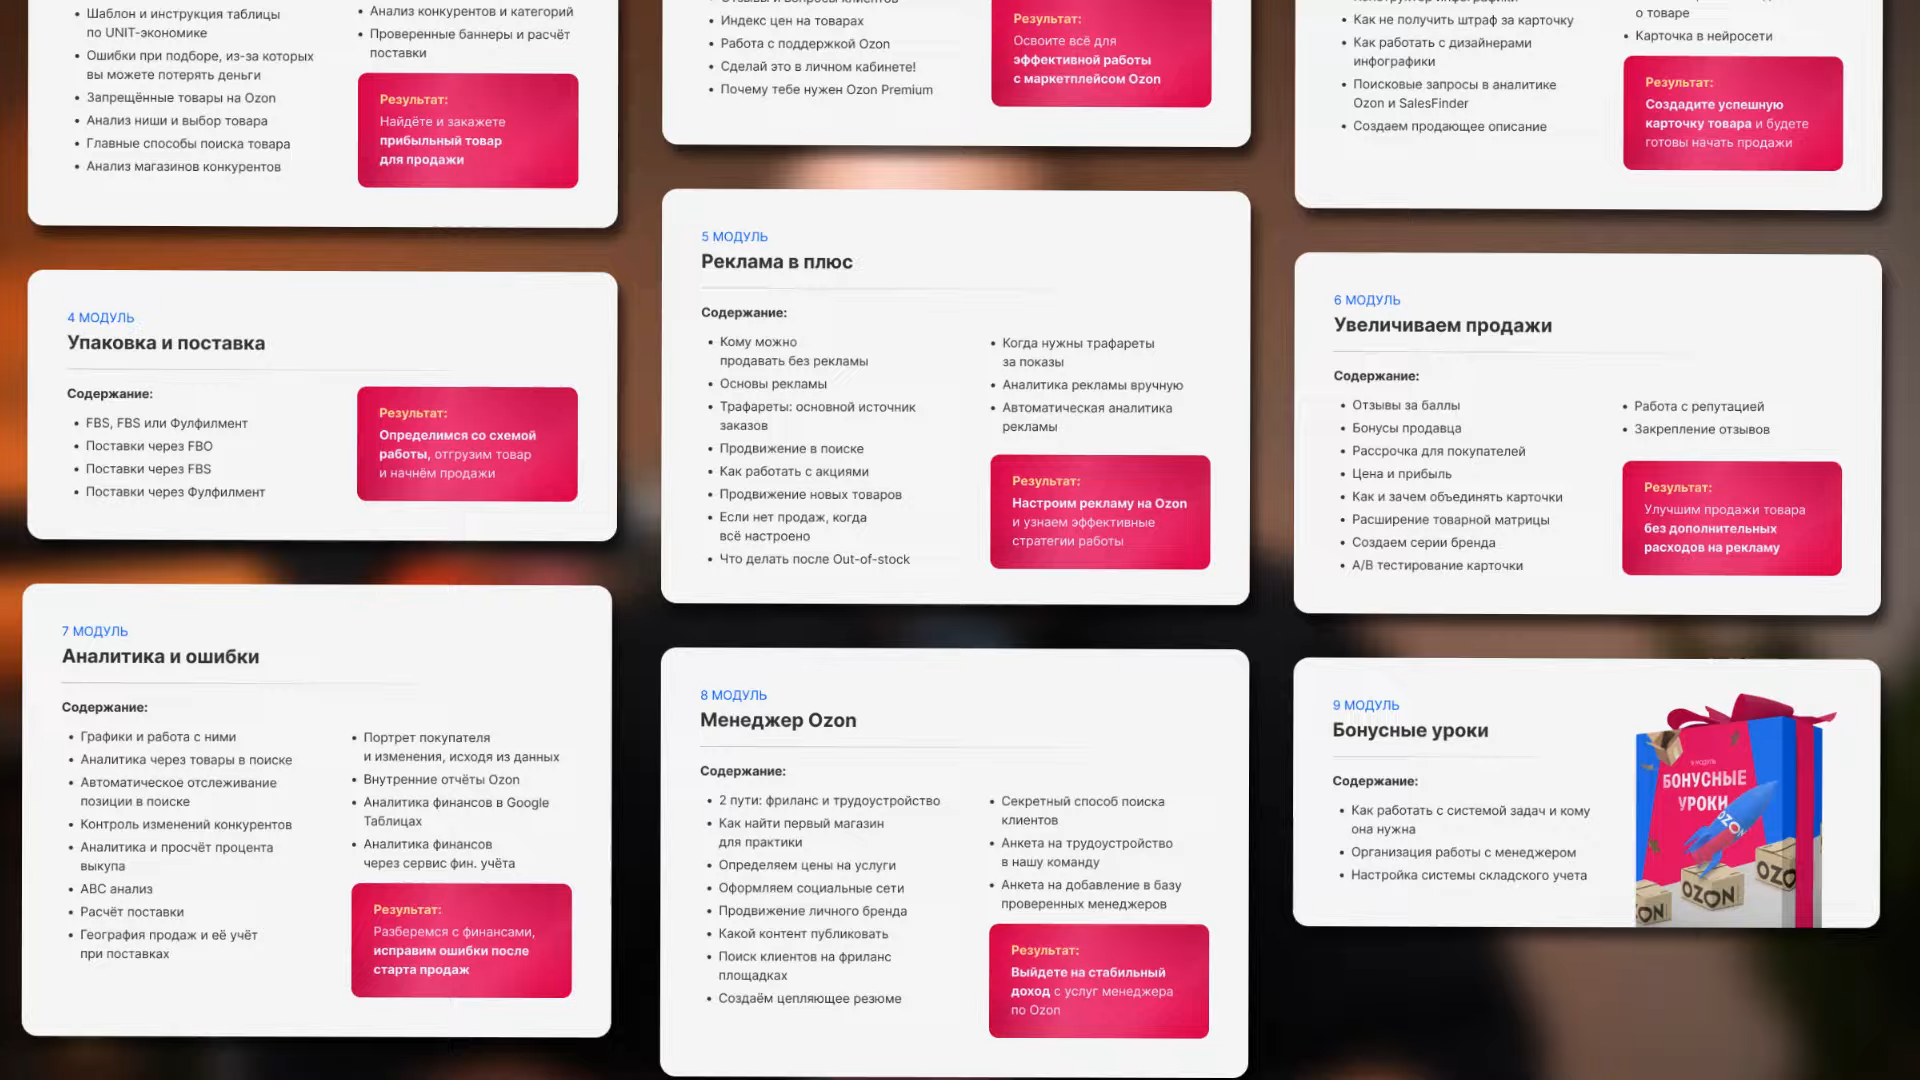 Шаблон и инструкция таблицы
по UNIT-экономике
Ошибки при подборе, из-за которых
вы можете потерять деньги
Запрещённые товары на Ozon
Анализ ниши и выбор товара
Главные способы поиска товара
Анализ магазинов конкурентов
Анализ конкурентов и категорий
Проверенные баннеры и расчёт
поставки
Результат:
Найдёте и закажете
прибыльный товар
для продажи
Индекс цен на товарах
Работа с поддержкой Ozon
Сделай это в личном кабинете!
Почему тебе нужен Ozon Premium
Результат:
Освоите всё для
эффективной работы
с маркетплейсом Ozon
Как не получить штраф за карточку
Как работать с дизайнерами
инфографики
Поисковые запросы в аналитике
Ozon и SalesFinder
Создаем продающее описание
о товаре
Карточка в нейросети
Результат:
Создадите успешную
карточку товара и будете
готовы начать продажи
4 МОДУЛЬ
Упаковка и поставка
Содержание:
FBS, FBS или Фулфилмент
Поставки через FBO
Поставки через FBS
Поставки через Фулфилмент
Результат:
Определимся со схемой
работы, отгрузим товар
и начнём продажи
5 МОДУЛЬ
Реклама в плюс
Содержание:
Кому можно
продавать без рекламы
Основы рекламы
Трафареты: основной источник
заказов
Продвижение в поиске
Как работать с акциями
Продвижение новых товаров
Если нет продаж, когда
всё настроено
Что делать после Out-of-stock
Когда нужны трафареты
за показы
Аналитика рекламы вручную
Автоматическая аналитика
рекламы
Результат:
Настроим рекламу на Ozon
и узнаем эффективные
стратегии работы
6 МОДУЛЬ
Увеличиваем продажи
Содержание:
Отзывы за баллы
Бонусы продавца
Рассрочка для покупателей
Цена и прибыль
Как и зачем объединять карточки
Расширение товарной матрицы
Создаем серии бренда
A/B тестирование карточки
Работа с репутацией
Закрепление отзывов
Результат:
Улучшим продажи товара
без дополнительных
расходов на рекламу
7 МОДУЛЬ
Аналитика и ошибки
Содержание:
Графики и работа с ними
Аналитика через товары в поиске
Автоматическое отслеживание
позиции в поиске
Контроль изменений конкурентов
Аналитика и просчёт процента
выкупа
ABC анализ
Расчёт поставки
География продаж и её учёт
при поставках
Портрет покупателя
и изменения, исходя из данных
Внутренние отчёты Ozon
Аналитика финансов в Google
Таблицах
Аналитика финансов
через сервис фин. учёта
Результат:
Разберемся с финансами,
исправим ошибки после
старта продаж
8 МОДУЛЬ
Менеджер Ozon
Содержание:
2 пути: фриланс и трудоустройство
Как найти первый магазин
для практики
Определяем цены на услуги
Оформляем социальные сети
Продвижение личного бренда
Какой контент публиковать
Поиск клиентов на фриланс
площадках
Создаём цепляющее резюме
Секретный способ поиска
клиентов
Анкета на трудоустройство
в нашу команду
Анкета на добавление в базу
проверенных менеджеров
Результат:
Выйдете на стабильный
доход с услуг менеджера
по Ozon
9 МОДУЛЬ
Бонусные уроки
Содержание:
Как работать с системой задач и кому
она нужна
Организация работы с менеджером
Настройка системы складского учета
9 МОДУЛЬ
БОНУСНЫЕ
УРОКИ
OZON
OZON
OZO
ON